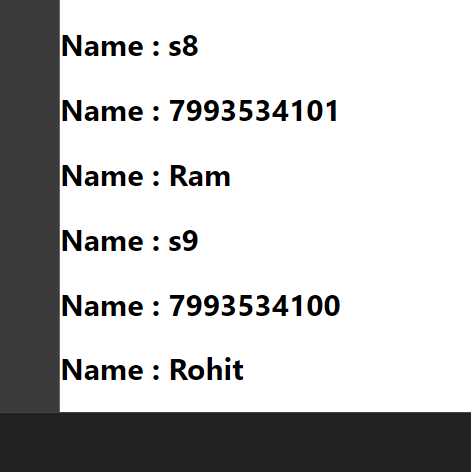 Name : s8
Name : 7993534101
Name : Ram
Name : s9
Name : 7993534100
Name : Rohit